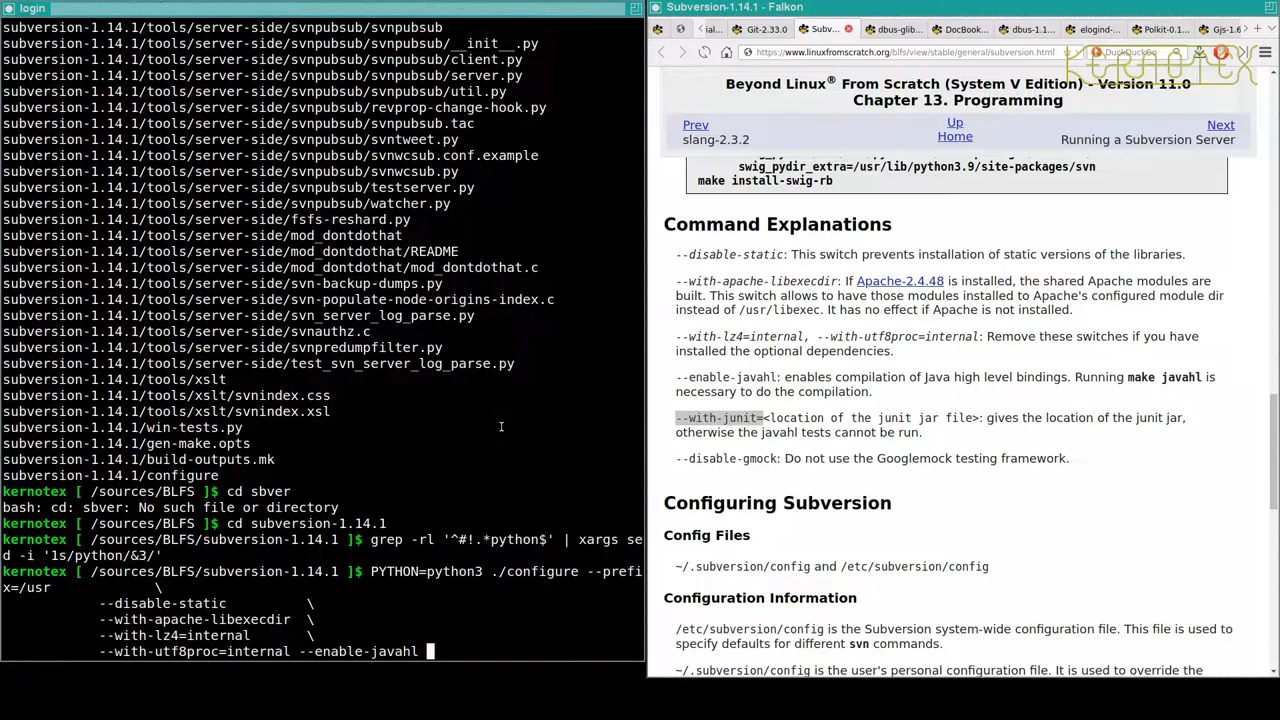 login
subversion-1.14.1/tools/server-side/svnpubsub/svnpubsub
subversion-1.14.1/tools/server-side/svnpubsub/__init__.py
subversion-1.14.1/tools/server-side/svnpubsub/client.py
subversion-1.14.1/tools/server-side/svnpubsub/server.py
subversion-1.14.1/tools/server-side/svnpubsub/util.py
subversion-1.14.1/tools/server-side/svnpubsub/revprop-change-hook.py
subversion-1.14.1/tools/server-side/svnpubsub/svnpubsub.tac
subversion-1.14.1/tools/server-side/svnpubsub/svntweet.py
subversion-1.14.1/tools/server-side/svnpubsub/svnwcsub.conf.example
subversion-1.14.1/tools/server-side/svnpubsub/svnwcsub.py
subversion-1.14.1/tools/server-side/svnpubsub/testserver.py
subversion-1.14.1/tools/server-side/svnpubsub/watcher.py
subversion-1.14.1/tools/server-side/fsfs-reshard.py
subversion-1.14.1/tools/server-side/mod_dontdothat
subversion-1.14.1/tools/server-side/mod_dontdothat/README
subversion-1.14.1/tools/server-side/mod_dontdothat/mod_dontdothat.c
subversion-1.14.1/tools/server-side/svn-backup-dumps.py
subversion-1.14.1/tools/server-side/svn-populate-node-origins-index.c
subversion-1.14.1/tools/server-side/svn_server_log_parse.py
subversion-1.14.1/tools/server-side/svnauthz.c
subversion-1.14.1/tools/server-side/svnpredumpfilter.py
subversion-1.14.1/tools/server-side/test_svn_server_log_parse.py
subversion-1.14.1/tools/xslt
subversion-1.14.1/tools/xslt/svnindex.css
subversion-1.14.1/tools/xslt/svnindex.xsl
subversion-1.14.1/win-tests.py
subversion-1.14.1/gen-make.opts
subversion-1.14.1/build-outputs.mk
subversion-1.14.1/configure
kernotex [ /sources/BLFS ]$ cd sbver
bash: cd: sbver: No such file or directory
kernotex [ /sources/BLFS ]$ cd subversion-1.14.1
kernotex [ /sources/BLFS/subversion-1.14.1 ]$ grep -rl '^#!.*python$' | xargs se
d -i '1s/python/&3/'
kernotex [ /sources/BLFS/subversion-1.14.1 ]$ PYTHON=python3 ./configure --prefi
x=/usr \
--disable-static \
--with-apache-libexecdir \
--with-lz4=internal \
--with-utf8proc=internal --enable-javahl
Subversion-1.14.1 - Falkon
ial... Git-2.33.0 Subv... dbus-glib... DocBook... dbus-1.1... elogind-... Polkit-0.1... Gjs-1.6
https://www.linuxfromscratch.org/blfs/view/stable/general/subversion.html DuckDuckGo
KERNOTEX
Beyond Linux® From Scratch (System V Edition) - Version 11.0
Chapter 13. Programming
Prev Up Next
slang-2.3.2 Home Running a Subversion Server
swig_pydir_extra=/usr/lib/python3.9/site-packages/svn
make install-swig-rb
Command Explanations
--disable-static: This switch prevents installation of static versions of the libraries.
--with-apache-libexecdir: If Apache-2.4.48 is installed, the shared Apache modules are
built. This switch allows to have those modules installed to Apache's configured module dir
instead of /usr/libexec. It has no effect if Apache is not installed.
--with-lz4=internal, --with-utf8proc=internal: Remove these switches if you have
installed the optional dependencies.
--enable-javahl: enables compilation of Java high level bindings. Running make javahl is
necessary to do the compilation.
--with-junit=<location of the junit jar file>: gives the location of the junit jar,
otherwise the javahl tests cannot be run.
--disable-gmock: Do not use the Googlemock testing framework.
Configuring Subversion
Config Files
~/.subversion/config and /etc/subversion/config
Configuration Information
/etc/subversion/config is the Subversion system-wide configuration file. This file is used to
specify defaults for different svn commands.
~/.subversion/config is the user's personal configuration file. It is used to override the